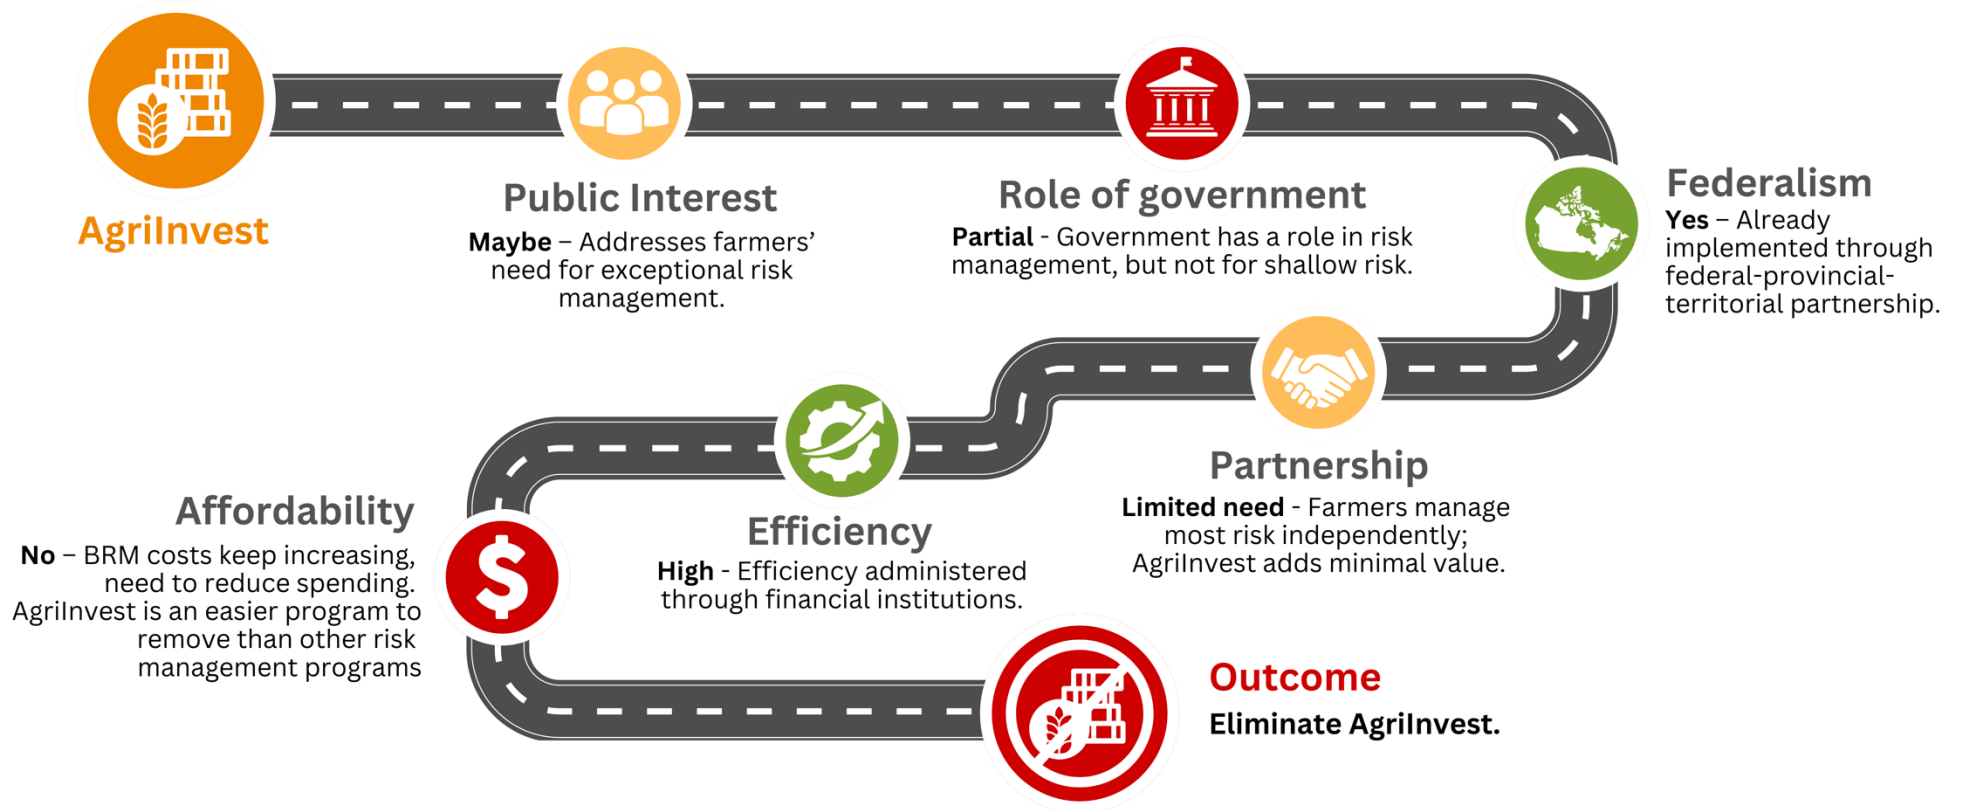 AgriInvest
Public Interest
Maybe – Addresses farmers’
need for exceptional risk
management.
Role of government
Partial - Government has a role in risk
management, but not for shallow risk.
Federalism
Yes – Already
implemented through
federal-provincial-
territorial partnership.
Partnership
Limited need - Farmers manage
most risk independently;
AgriInvest adds minimal value.
Efficiency
High - Efficiency administered
through financial institutions.
Affordability
No – BRM costs keep increasing,
need to reduce spending.
AgriInvest is an easier program to
remove than other risk
management programs
$
Outcome
Eliminate AgriInvest.